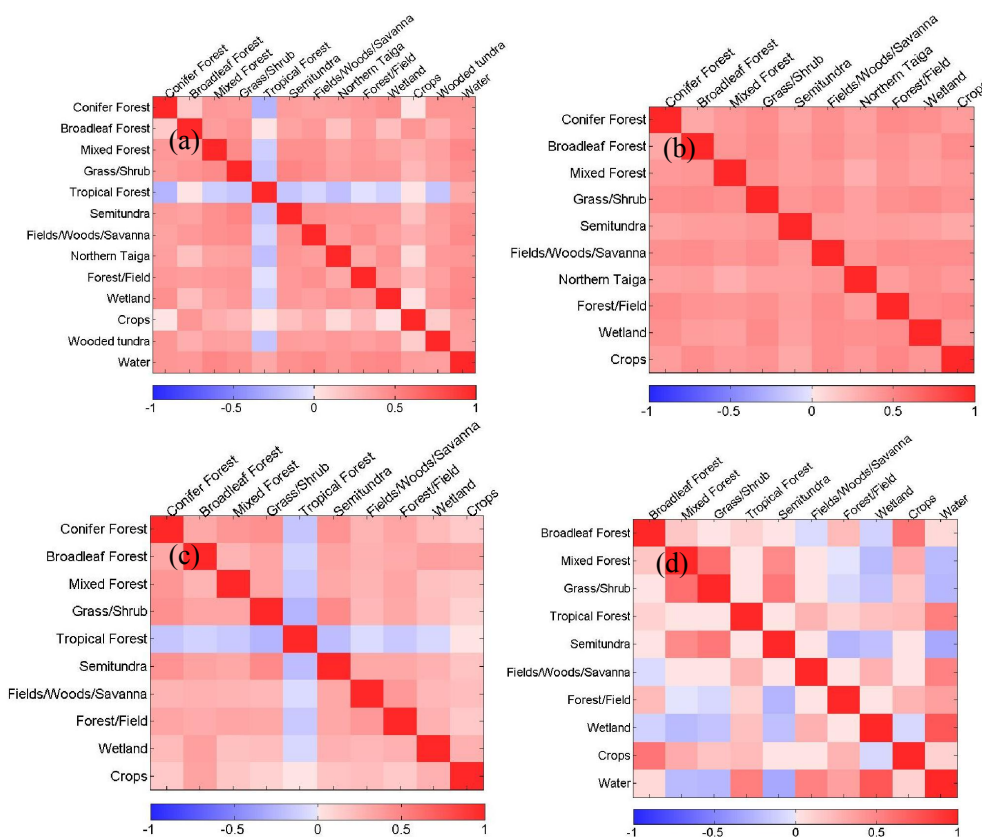 Conifer Forest
Broadleaf Forest
Mixed Forest
Grass/Shrub
Tropical Forest
Semitundra
Fields/Woods/Savanna
Northern Taiga
Forest/Field
Wetland
Crops
Wooded tundra
Water
(a)
Conifer Forest
Broadleaf Forest
Mixed Forest
Grass/Shrub
Tropical Forest
Semitundra
Fields/Woods/Savanna
Northern Taiga
Forest/Field
Wetland
Crops
Wooded tundra
Water
-1 -0.5 0 0.5 1
Conifer Forest
Broadleaf Forest
Mixed Forest
Grass/Shrub
Semitundra
Fields/Woods/Savanna
Northern Taiga
Forest/Field
Wetland
Crops
(b)
Conifer Forest
Broadleaf Forest
Mixed Forest
Grass/Shrub
Semitundra
Fields/Woods/Savanna
Northern Taiga
Forest/Field
Wetland
Crops
-1 -0.5 0 0.5 1
Conifer Forest
Broadleaf Forest
Mixed Forest
Grass/Shrub
Tropical Forest
Semitundra
Fields/Woods/Savanna
Forest/Field
Wetland
Crops
(c)
Conifer Forest
Broadleaf Forest
Mixed Forest
Grass/Shrub
Tropical Forest
Semitundra
Fields/Woods/Savanna
Forest/Field
Wetland
Crops
-1 -0.5 0 0.5 1
Broadleaf Forest
Mixed Forest
Grass/Shrub
Tropical Forest
Semitundra
Fields/Woods/Savanna
Forest/Field
Wetland
Crops
Water
(d)
Broadleaf Forest
Mixed Forest
Grass/Shrub
Tropical Forest
Semitundra
Fields/Woods/Savanna
Forest/Field
Wetland
Crops
Water
-1 -0.5 0 0.5 1